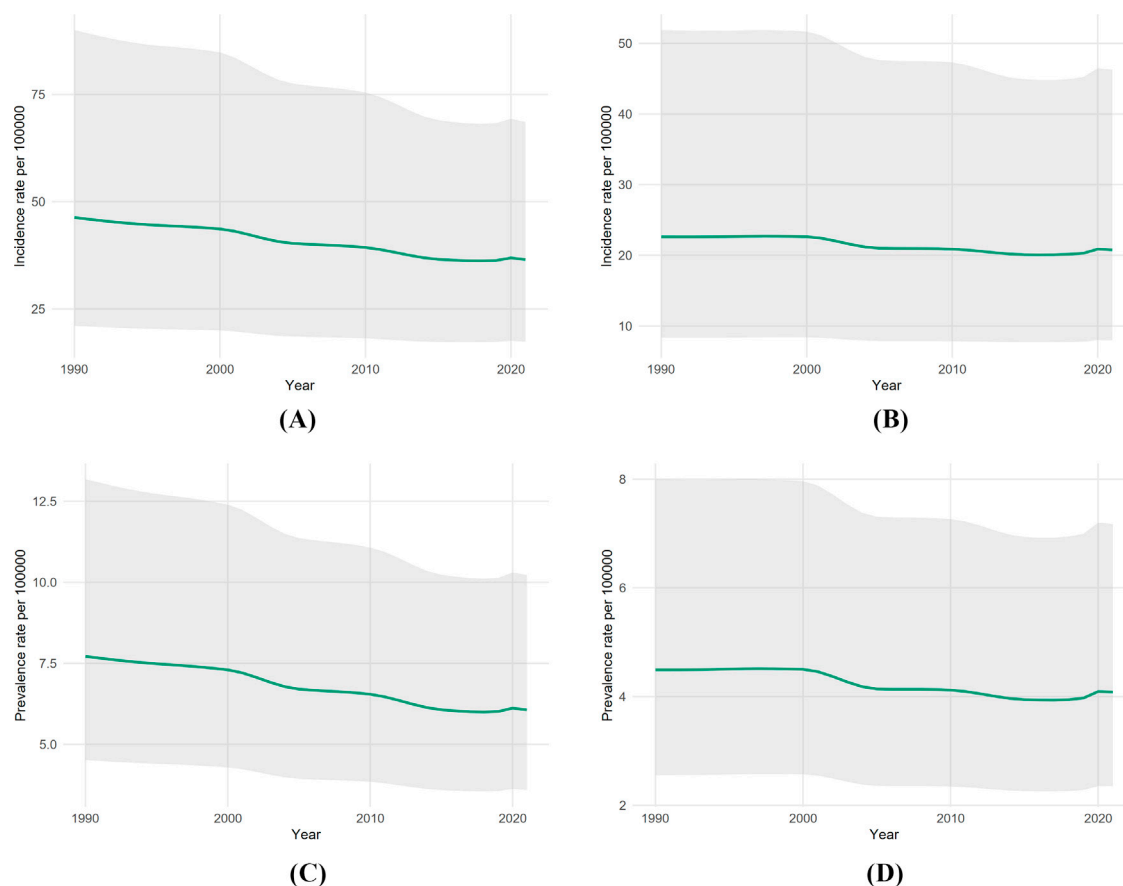 Incidence rate per 100000
75
50
25
1990
2000
2010
2020
Year
(A)
Incidence rate per 100000
50
40
30
20
10
1990
2000
2010
2020
Year
(B)
Prevalence rate per 100000
12.5
10.0
7.5
5.0
1990
2000
2010
2020
Year
(C)
Prevalence rate per 100000
8
6
4
2
1990
2000
2010
2020
Year
(D)